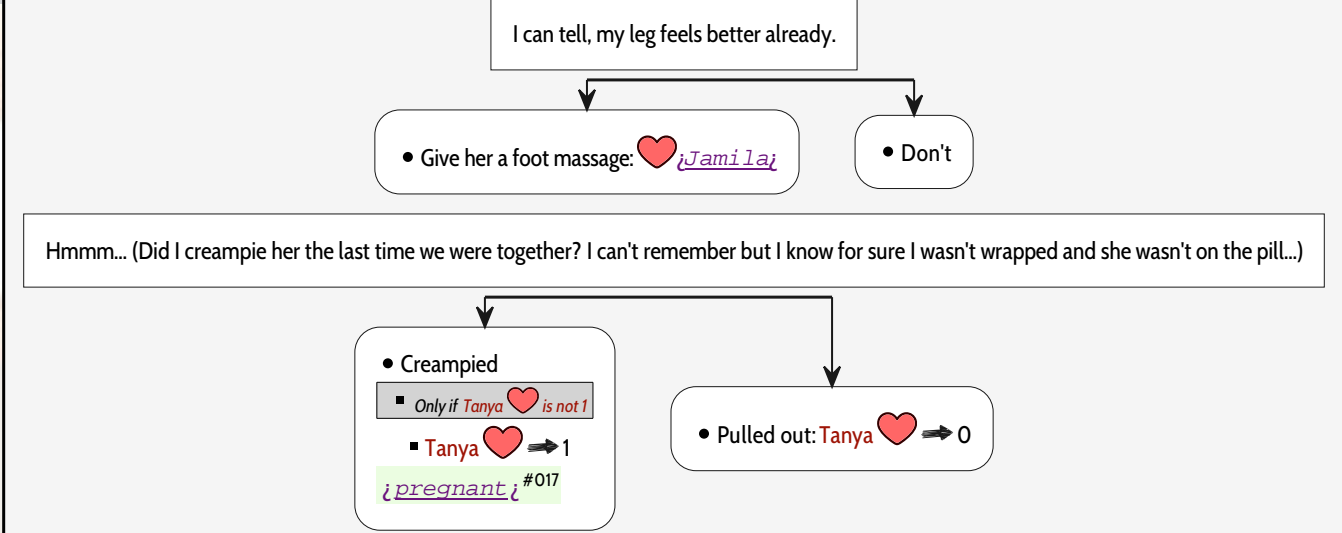 I can tell, my leg feels better already.
• Give her a foot massage: ¿Jamila¿
• Don't
Hmmm... (Did I creampie her the last time we were together? I can't remember but I know for sure I wasn't wrapped and she wasn't on the pill...)
• Creampied
▪ Only if Tanya is not 1
▪ Tanya 1
¿pregnant¿ #017
• Pulled out: Tanya 0